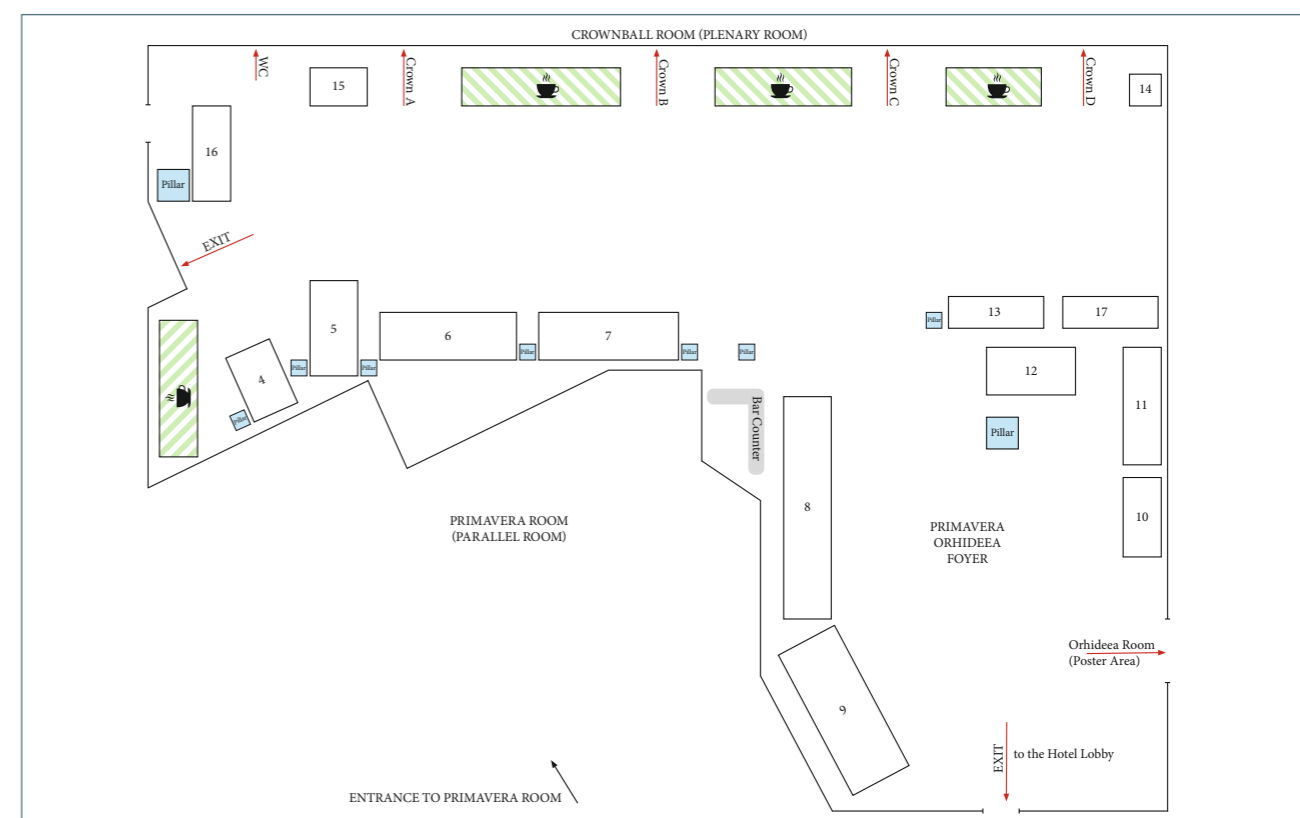 CROWNBALL ROOM (PLENARY ROOM)
WC
15
Crown A
Crown B
Crown C
Crown D
14
16
Pillar
EXIT
5
6
7
4
Pillar
Pillar
Pillar
Pillar
Pillar
Pillar
Pillar
13
17
12
11
Pillar
Bar Counter
8
10
PRIMAVERA ROOM
(PARALLEL ROOM)
PRIMAVERA
ORHIDEEA
FOYER
Orhideea Room
(Poster Area)
9
EXIT
to the Hotel Lobby
ENTRANCE TO PRIMAVERA ROOM